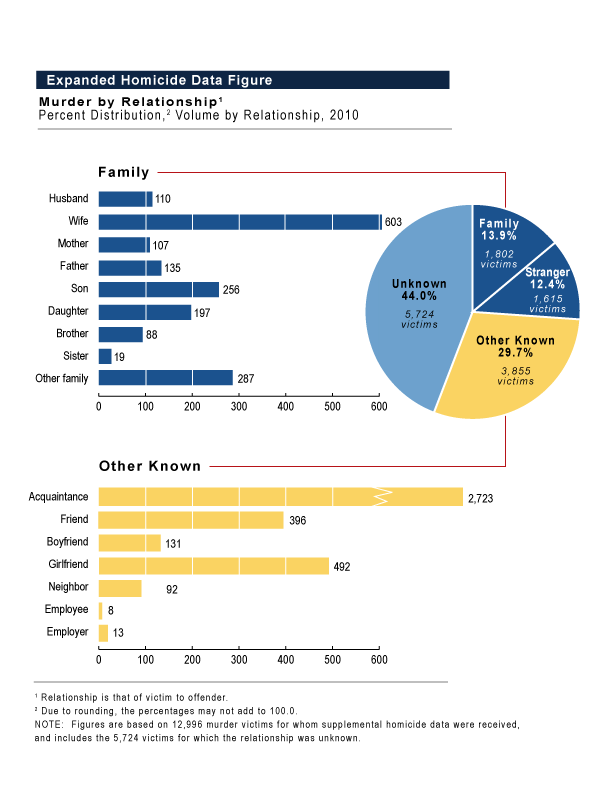 Expanded Homicide Data Figure
Murder by Relationship¹
Percent Distribution,² Volume by Relationship, 2010
Family
Husband 110
Wife 603
Mother 107
Father 135
Son 256
Daughter 197
Brother 88
Sister 19
Other family 287
0 100 200 300 400 500 600
Family
13.9%
1,802
victims
Stranger
12.4%
1,615
victims
Unknown
44.0%
5,724
victims
Other Known
29.7%
3,855
victims
Other Known
Acquaintance 2,723
Friend 396
Boyfriend 131
Girlfriend 492
Neighbor 92
Employee 8
Employer 13
0 100 200 300 400 500 600
¹ Relationship is that of victim to offender.
² Due to rounding, the percentages may not add to 100.0.
NOTE: Figures are based on 12,996 murder victims for whom supplemental homicide data were received,
and includes the 5,724 victims for which the relationship was unknown.